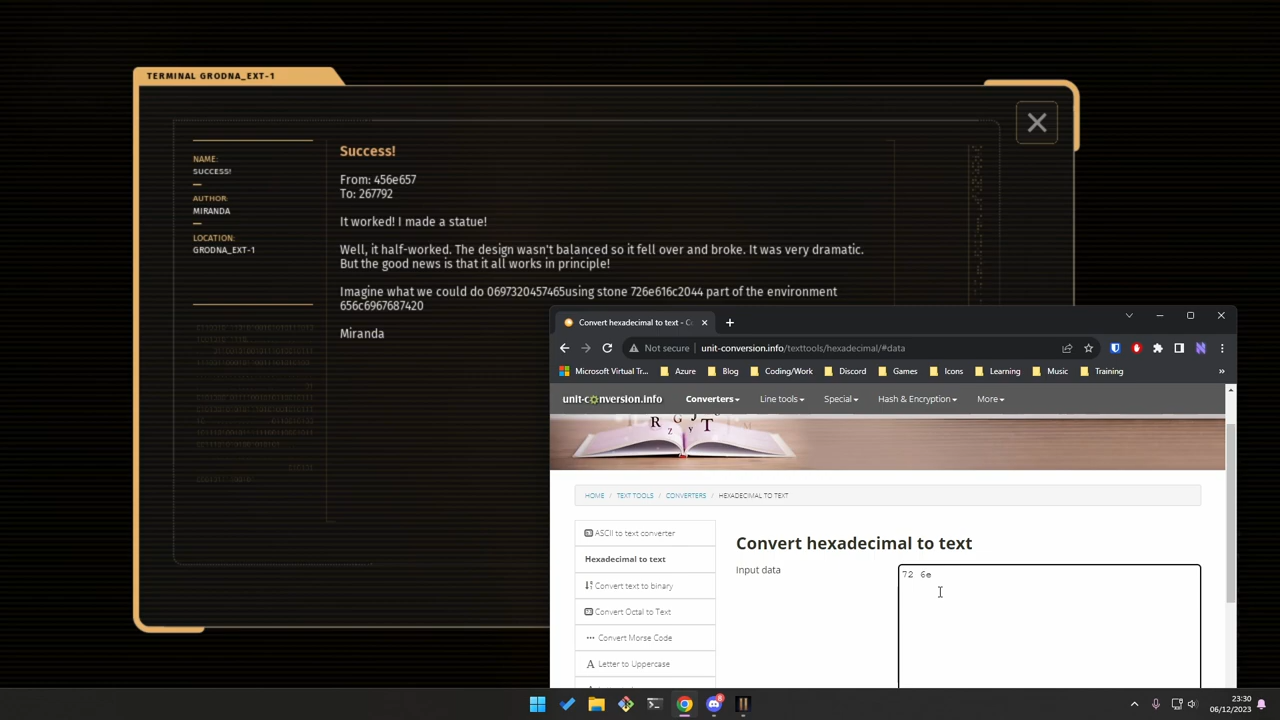 TERMINAL GRODNA_EXT-1
NAME:
SUCCESS!
AUTHOR:
MIRANDA
LOCATION:
GRODNA_EXT-1
Success!
From: 456e657
To: 267792
It worked! I made a statue!
Well, it half-worked. The design wasn't balanced so it fell over and broke. It was very dramatic.
But the good news is that it all works in principle!
Imagine what we could do 0697320457465using stone 726e616c2044 part of the environment
656c6967687420
Miranda
Convert hexadecimal to text - C
Not secure
unit-conversion.info/texttools/hexadecimal/#data
Microsoft Virtual Tr...
Azure
Blog
Coding/Work
Discord
Games
Icons
Learning
Music
Training
»
unit-conversion.info
Converters
Line tools
Special
Hash & Encryption
More
R G J
Z Y T
HOME / TEXT TOOLS / CONVERTERS / HEXADECIMAL TO TEXT
ASCII to text converter
Hexadecimal to text
Convert text to binary
Convert Octal to Text
Convert Morse Code
Letter to Uppercase
Convert hexadecimal to text
Input data
72 6e
23:30
06/12/2023